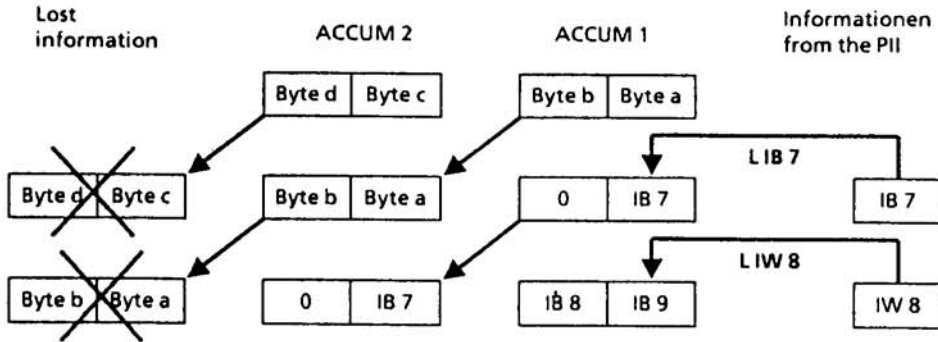 Lost
information
ACCUM 2
ACCUM 1
Informationen
from the PII
Byte d Byte c
Byte b Byte a
L IB 7
Byte d Byte c
Byte b Byte a
0 IB 7
IB 7
L IW 8
Byte b Byte a
0 IB 7
IB 8 IB 9
IW 8